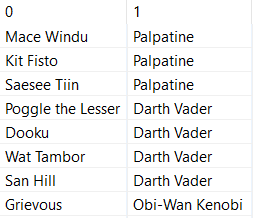 0 1
Mace Windu Palpatine
Kit Fisto Palpatine
Saesee Tiin Palpatine
Poggle the Lesser Darth Vader
Dooku Darth Vader
Wat Tambor Darth Vader
San Hill Darth Vader
Grievous Obi-Wan Kenobi